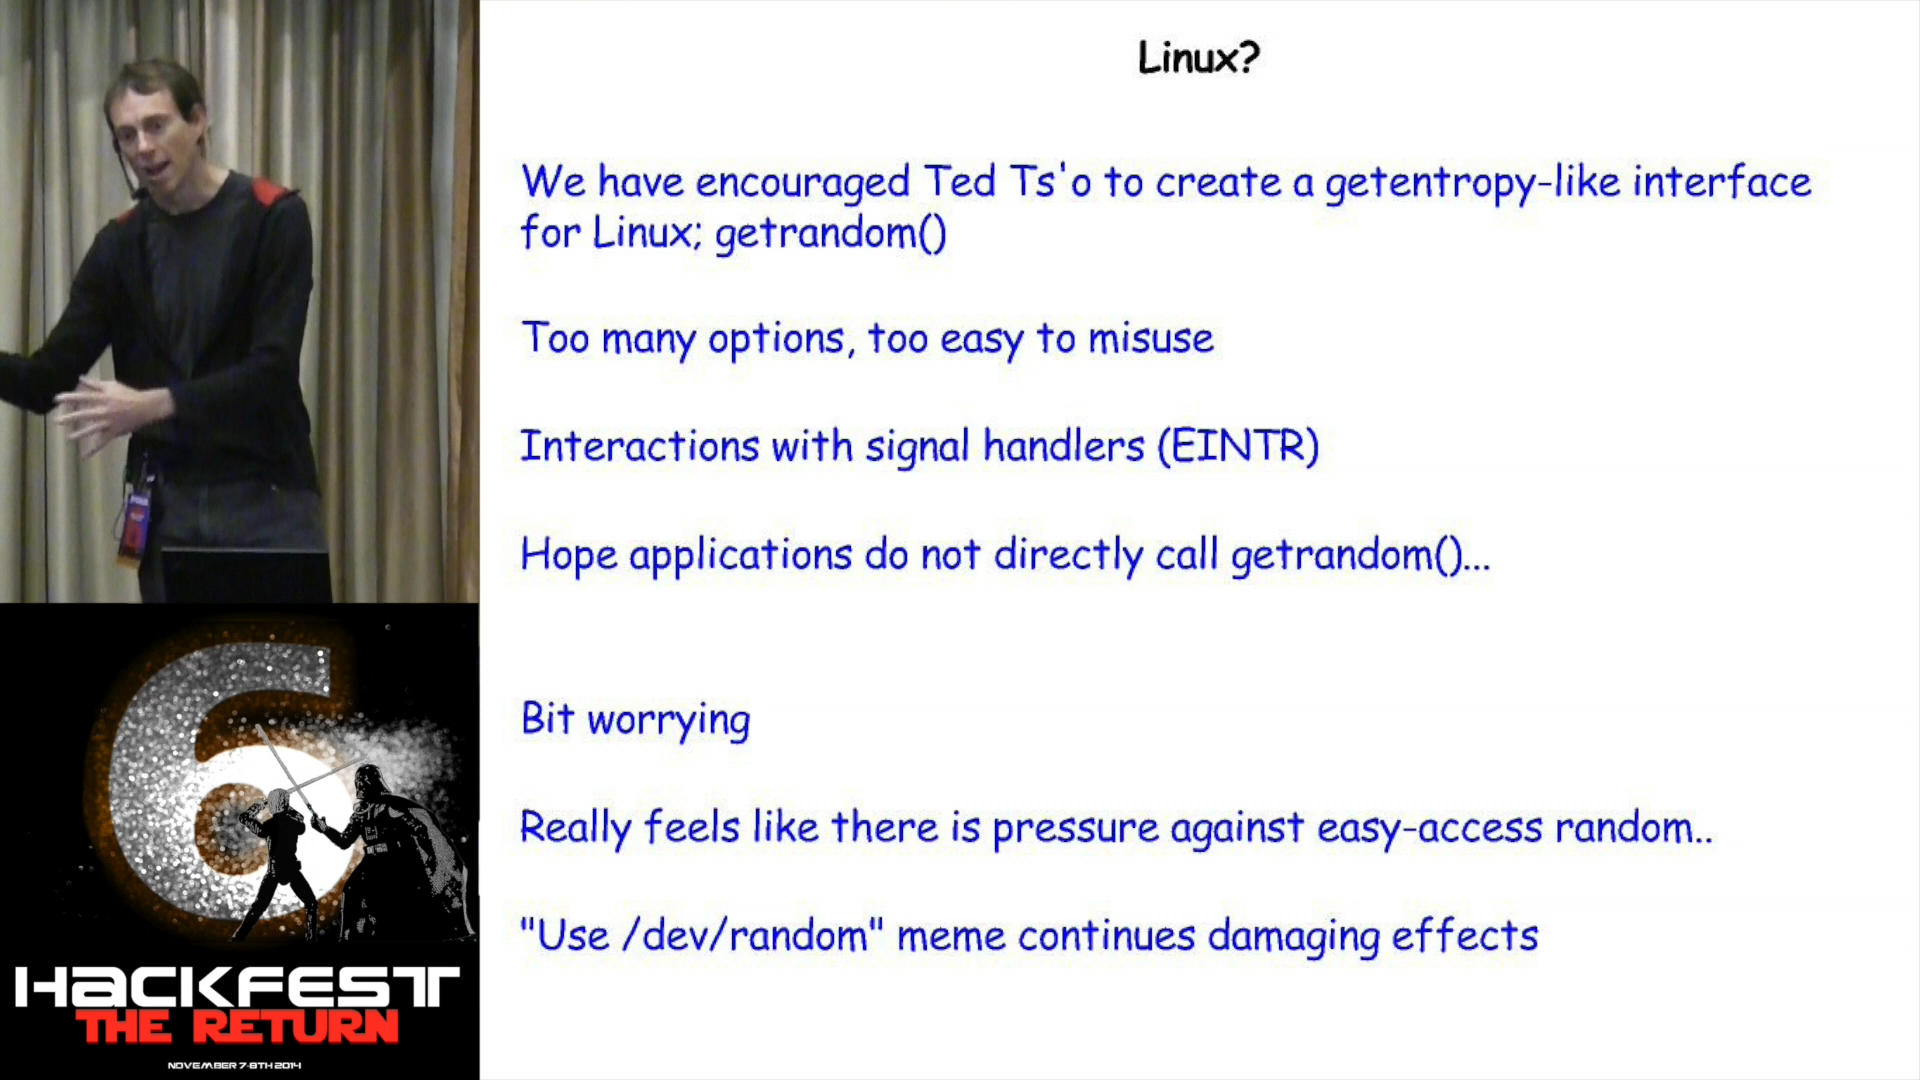 Linux?
We have encouraged Ted Ts'o to create a getentropy-like interface
for Linux; getrandom()
Too many options, too easy to misuse
Interactions with signal handlers (EINTR)
Hope applications do not directly call getrandom()...
Bit worrying
Really feels like there is pressure against easy-access random..
"Use /dev/random" meme continues damaging effects
6
HACKFEST
THE RETURN
NOVEMBER 7-8TH 2014